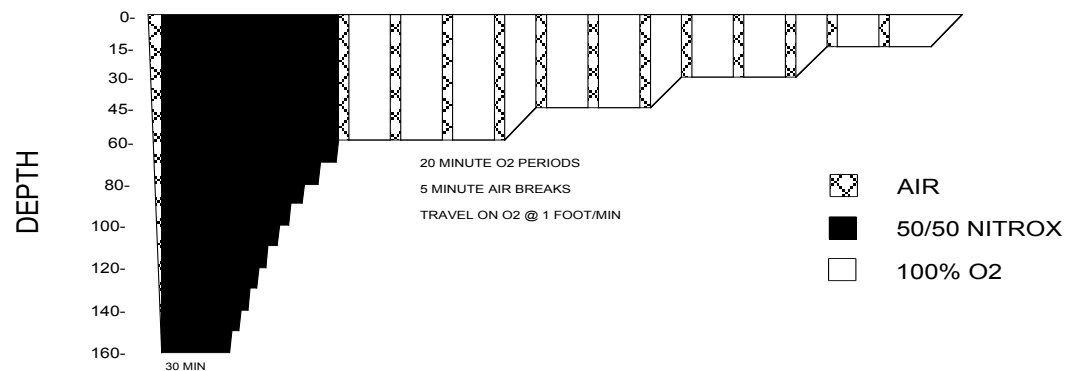 0-
15-
30-
45-
60-
80-
100-
120-
140-
160-
DEPTH
30 MIN
20 MINUTE O2 PERIODS
5 MINUTE AIR BREAKS
TRAVEL ON O2 @ 1 FOOT/MIN
AIR
50/50 NITROX
100% O2